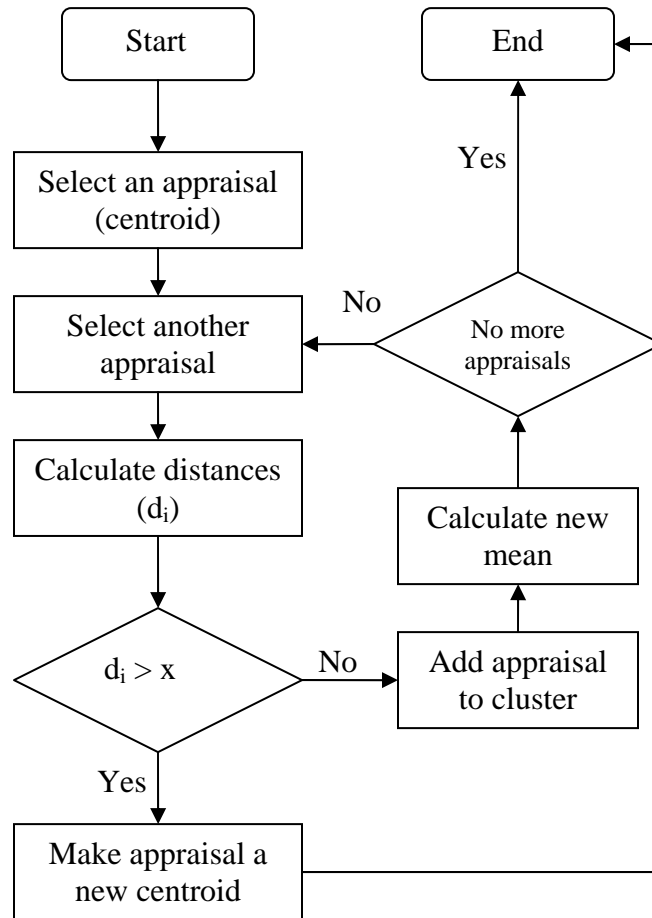 Start
End
Select an appraisal
(centroid)
Yes
Select another
appraisal
No
No more
appraisals
Calculate distances
(dᵢ)
Calculate new
mean
dᵢ > x
No
Add appraisal
to cluster
Yes
Make appraisal a
new centroid